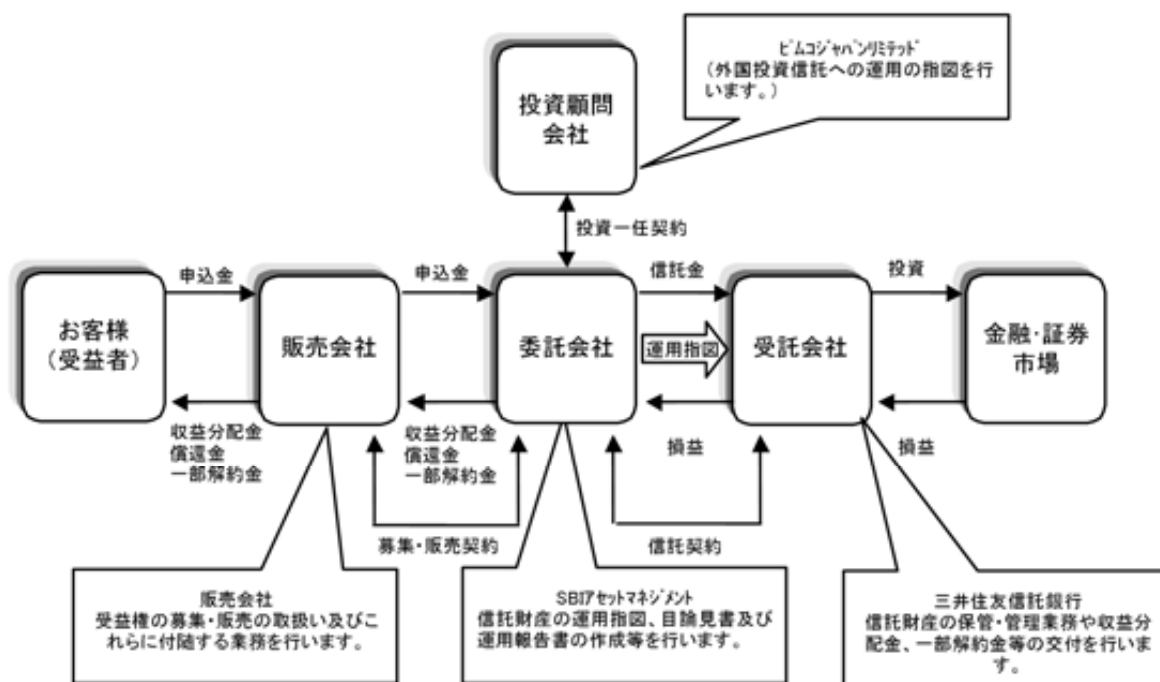 ﾋﾟﾑｺｼﾞｬﾊﾟﾝﾘﾐﾃｯﾄﾞ
（外国投資信託への運用の指図を行
います。）
投資顧問
会社
投資一任契約
申込金
申込金
信託金
投資
お客様
（受益者）
販売会社
委託会社
運用指図
受託会社
金融・証券
市場
収益分配金
償還金
一部解約金
収益分配金
償還金
一部解約金
損益
損益
募集・販売契約
信託契約
販売会社
受益権の募集・販売の取扱い及びこ
れらに付随する業務を行います。
SBIｱｾｯﾄﾏﾈｼﾞﾒﾝﾄ
信託財産の運用指図、目論見書及び
運用報告書の作成等を行います。
三井住友信託銀行
信託財産の保管・管理業務や収益分
配金、一部解約金等の交付を行いま
す。